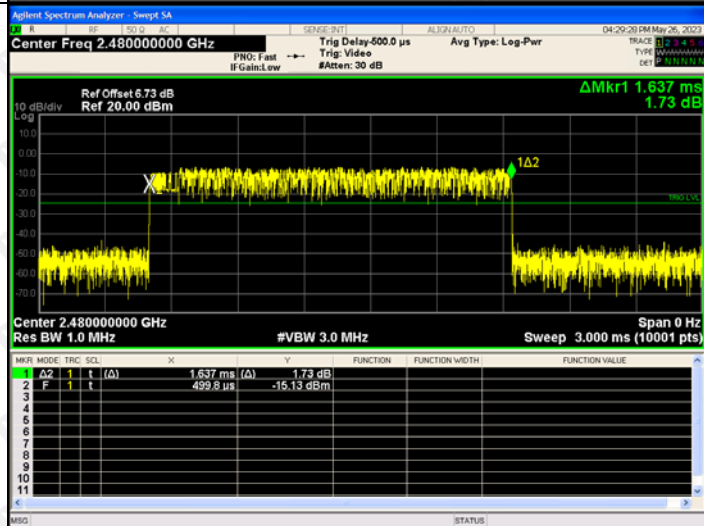 Agilent Spectrum Analyzer - Swept SA
R RF 50 Ω AC SENSE:INT ALIGN AUTO 04:29:28 PM May 26, 2023
Center Freq 2.480000000 GHz
PNO: Fast
IFGain:Low
Trig Delay-500.0 µs
Trig: Video
#Atten: 30 dB
Avg Type: Log-Pwr
TRACE 1 2 3 4 5 6
TYPE W
DET P N N N N N
ΔMkr1 1.637 ms
1.73 dB
Ref Offset 6.73 dB
10 dB/div Ref 20.00 dBm
Log
10.0
0.00
-10.0
-20.0
-30.0
-40.0
-50.0
-60.0
-70.0
X2
1Δ2
TRIG LVL
Center 2.480000000 GHz Span 0 Hz
Res BW 1.0 MHz #VBW 3.0 MHz Sweep 3.000 ms (10001 pts)
MKR MODE TRC SCL X Y FUNCTION FUNCTION WIDTH FUNCTION VALUE
1 Δ2 1 t (Δ) 1.637 ms (Δ) 1.73 dB
2 F 1 t 499.8 µs -15.13 dBm
3
4
5
6
7
8
9
10
11
MSG STATUS